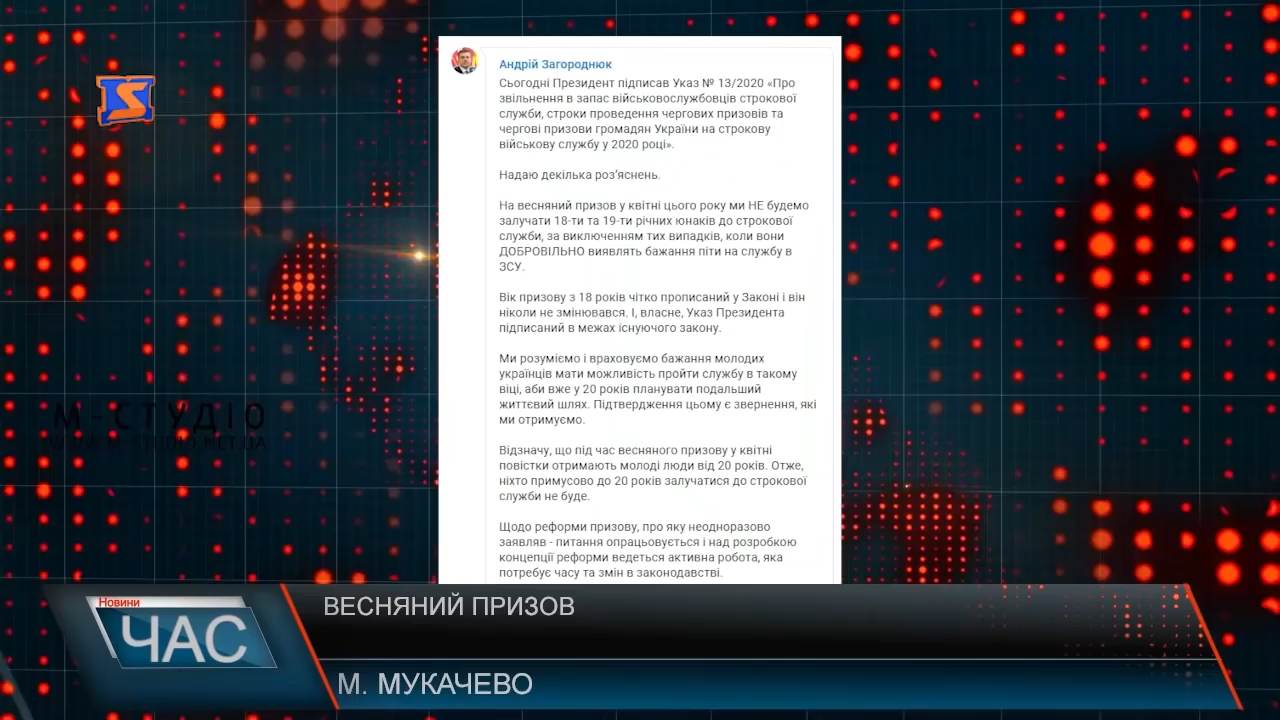 Андрій Загороднюк
Сьогодні Президент підписав Указ № 13/2020 «Про
звільнення в запас військовослужбовців строкової
служби, строки проведення чергових призовів та
чергові призови громадян України на строкову
військову службу у 2020 році».
Надаю декілька роз'яснень.
На весняний призов у квітні цього року ми НЕ будемо
залучати 18-ти та 19-ти річних юнаків до строкової
служби, за виключенням тих випадків, коли вони
ДОБРОВІЛЬНО виявлять бажання піти на службу в
ЗСУ.
Вік призову з 18 років чітко прописаний у Законі і він
ніколи не змінювався. І, власне, Указ Президента
підписаний в межах існуючого закону.
Ми розуміємо і враховуємо бажання молодих
українців мати можливість пройти службу в такому
віці, аби вже у 20 років планувати подальший
життєвий шлях. Підтвердження цьому є звернення, які
ми отримуємо.
Відзначу, що під час весняного призову у квітні
повістки отримають молоді люди від 20 років. Отже,
ніхто примусово до 20 років залучатися до строкової
служби не буде.
Щодо реформи призову, про яку неодноразово
заявляв - питання опрацьовується і над розробкою
концепції реформи ведеться активна робота, яка
потребує часу та змін в законодавстві.
М-СТУДІО
WWW.M-STUDIO.NET.UA
Новини
ЧАС
ВЕСНЯНИЙ ПРИЗОВ
М. МУКАЧЕВО